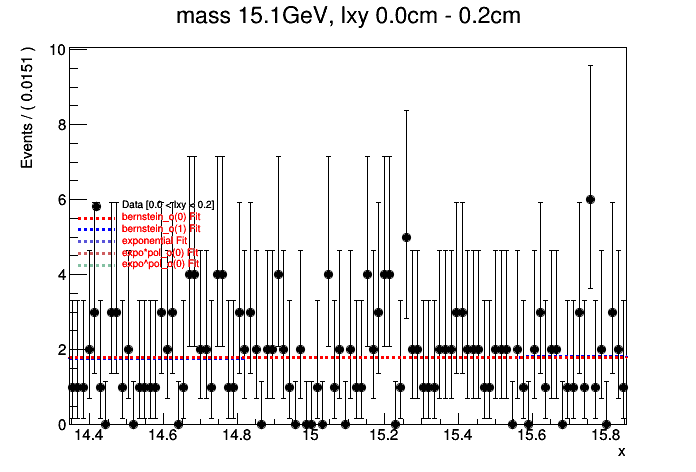 mass 15.1GeV, lxy 0.0cm - 0.2cm
Events / ( 0.0151 )
10
8
6
4
2
0
Data [0.0 < lxy < 0.2]
bernstein_o(0) Fit
bernstein_o(1) Fit
exponential Fit
expo*pol_o(0) Fit
expo^pol_o(0) Fit
14.4 14.6 14.8 15 15.2 15.4 15.6 15.8
x